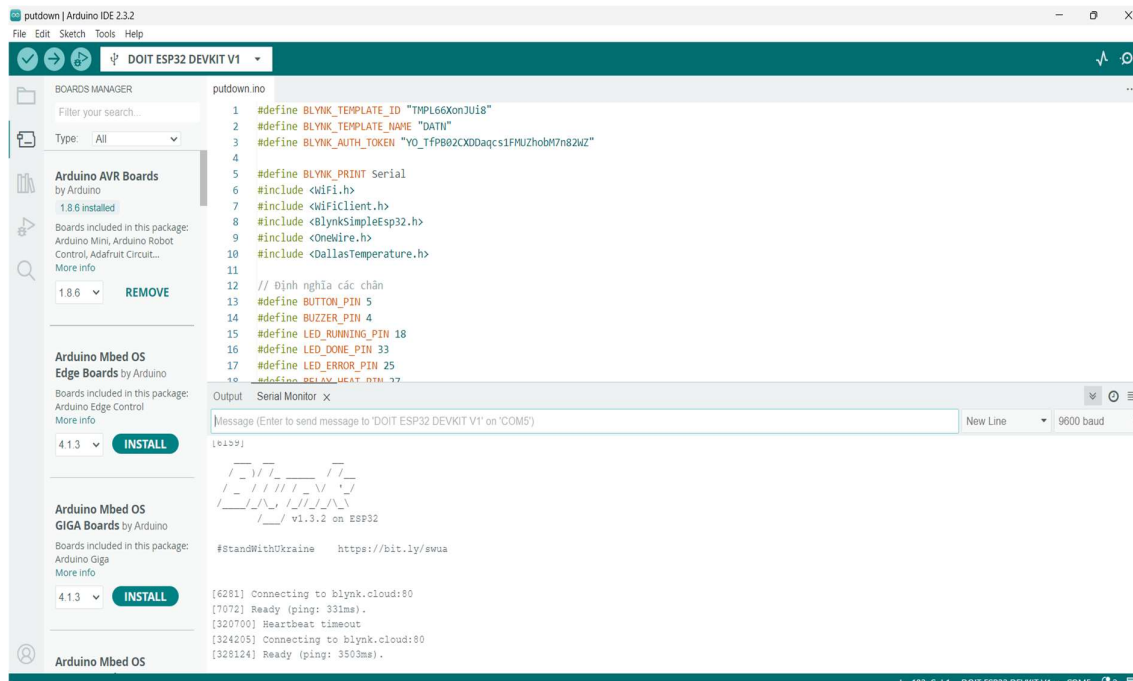 putdown | Arduino IDE 2.3.2
File Edit Sketch Tools Help
DOIT ESP32 DEVKIT V1
BOARDS MANAGER
Filter your search...
Type: All
Arduino AVR Boards
by Arduino
1.8.6 installed
Boards included in this package:
Arduino Mini, Arduino Robot
Control, Adafruit Circuit...
More info
1.8.6 REMOVE
Arduino Mbed OS
Edge Boards by Arduino
Boards included in this package:
Arduino Edge Control
More info
4.1.3 INSTALL
Arduino Mbed OS
GIGA Boards by Arduino
Boards included in this package:
Arduino Giga
More info
4.1.3 INSTALL
Arduino Mbed OS
putdown.ino
1 #define BLYNK_TEMPLATE_ID "TMPL66XonJUi8"
2 #define BLYNK_TEMPLATE_NAME "DATN"
3 #define BLYNK_AUTH_TOKEN "YO_TfPB02CXDDaqcs1FMUZhobM7n82WZ"
4
5 #define BLYNK_PRINT Serial
6 #include <WiFi.h>
7 #include <WiFiClient.h>
8 #include <BlynkSimpleEsp32.h>
9 #include <OneWire.h>
10 #include <DallasTemperature.h>
11
12 // Định nghĩa các chân
13 #define BUTTON_PIN 5
14 #define BUZZER_PIN 4
15 #define LED_RUNNING_PIN 18
16 #define LED_DONE_PIN 33
17 #define LED_ERROR_PIN 25
18 #define RELAY_HEAT_PIN 27
Output Serial Monitor x
Message (Enter to send message to 'DOIT ESP32 DEVKIT V1' on 'COM5') New Line 9600 baud
[6159]
v1.3.2 on ESP32
#StandWithUkraine https://bit.ly/swua
[6281] Connecting to blynk.cloud:80
[7072] Ready (ping: 331ms).
[320700] Heartbeat timeout
[324205] Connecting to blynk.cloud:80
[328124] Ready (ping: 3503ms).